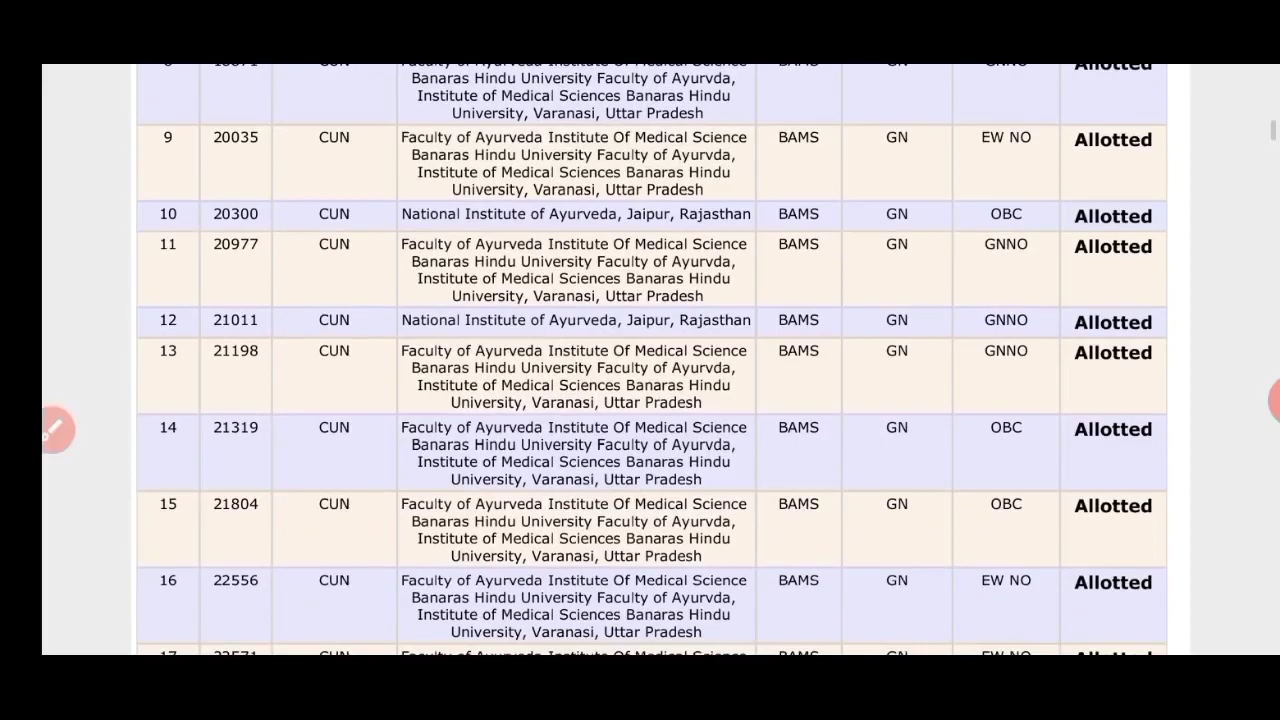 Banaras Hindu University Faculty of Ayurvda,
Institute of Medical Sciences Banaras Hindu
University, Varanasi, Uttar Pradesh
9 20035 CUN Faculty of Ayurveda Institute Of Medical Science BAMS GN EW NO Allotted
Banaras Hindu University Faculty of Ayurvda,
Institute of Medical Sciences Banaras Hindu
University, Varanasi, Uttar Pradesh
10 20300 CUN National Institute of Ayurveda, Jaipur, Rajasthan BAMS GN OBC Allotted
11 20977 CUN Faculty of Ayurveda Institute Of Medical Science BAMS GN GNNO Allotted
Banaras Hindu University Faculty of Ayurvda,
Institute of Medical Sciences Banaras Hindu
University, Varanasi, Uttar Pradesh
12 21011 CUN National Institute of Ayurveda, Jaipur, Rajasthan BAMS GN GNNO Allotted
13 21198 CUN Faculty of Ayurveda Institute Of Medical Science BAMS GN GNNO Allotted
Banaras Hindu University Faculty of Ayurvda,
Institute of Medical Sciences Banaras Hindu
University, Varanasi, Uttar Pradesh
14 21319 CUN Faculty of Ayurveda Institute Of Medical Science BAMS GN OBC Allotted
Banaras Hindu University Faculty of Ayurvda,
Institute of Medical Sciences Banaras Hindu
University, Varanasi, Uttar Pradesh
15 21804 CUN Faculty of Ayurveda Institute Of Medical Science BAMS GN OBC Allotted
Banaras Hindu University Faculty of Ayurvda,
Institute of Medical Sciences Banaras Hindu
University, Varanasi, Uttar Pradesh
16 22556 CUN Faculty of Ayurveda Institute Of Medical Science BAMS GN EW NO Allotted
Banaras Hindu University Faculty of Ayurvda,
Institute of Medical Sciences Banaras Hindu
University, Varanasi, Uttar Pradesh